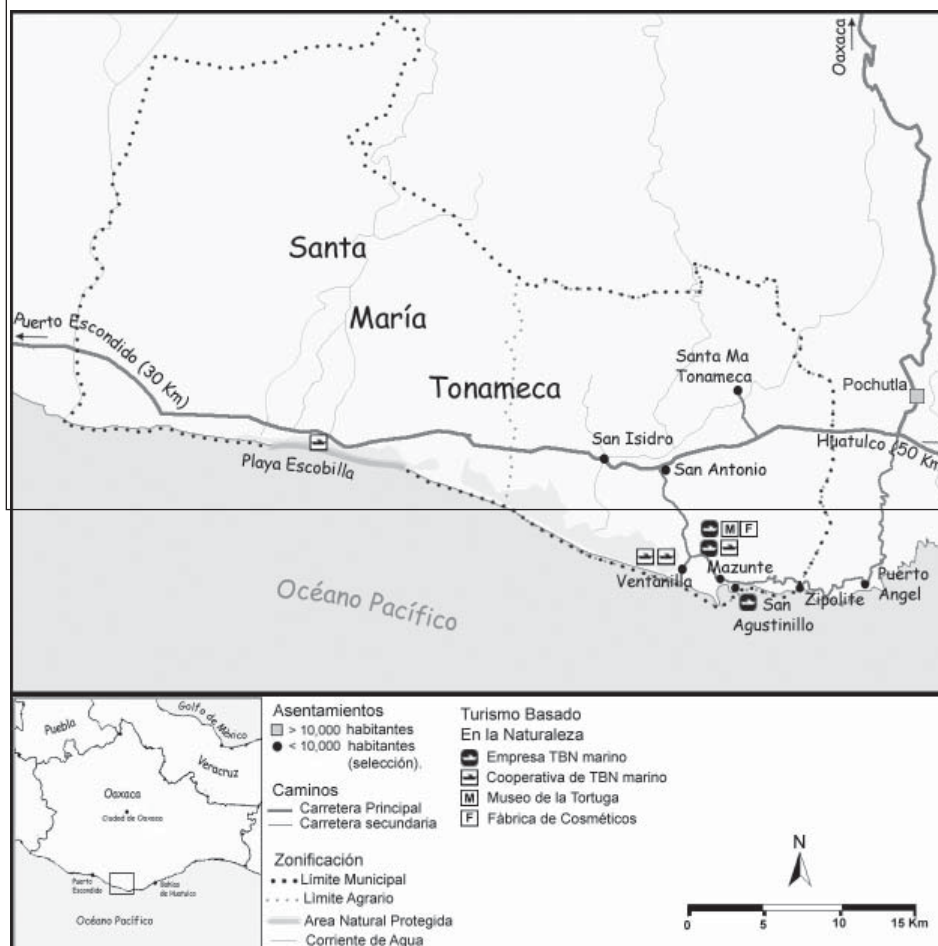 Oaxaca
Santa
María
Tonameca
Puerto Escondido (30 Km)
Santa Ma
Tonameca
Pochutla
Huatulco (50 Km
San Isidro
San Antonio
Playa Escobilla
M F
Mazunte
Ventanilla
Zipolite
Puerto
Angel
San
Agustinillo
Océano Pacífico
Golfo de México
Puebla
Veracruz
Oaxaca
Ciudad de Oaxaca
Puerto
Escondido
Bahías
de Huatulco
Océano Pacífico
Asentamientos
> 10,000 habitantes
< 10,000 habitantes
(selección).
Caminos
Carretera Principal
Carretera secundaria
Zonificación
Límite Municipal
Límite Agrario
Area Natural Protegida
Corriente de Agua
Turismo Basado
En la Naturaleza
Empresa TBN marino
Cooperativa de TBN marino
M Museo de la Tortuga
F Fàbrica de Cosméticos
N
0 5 10 15 Km